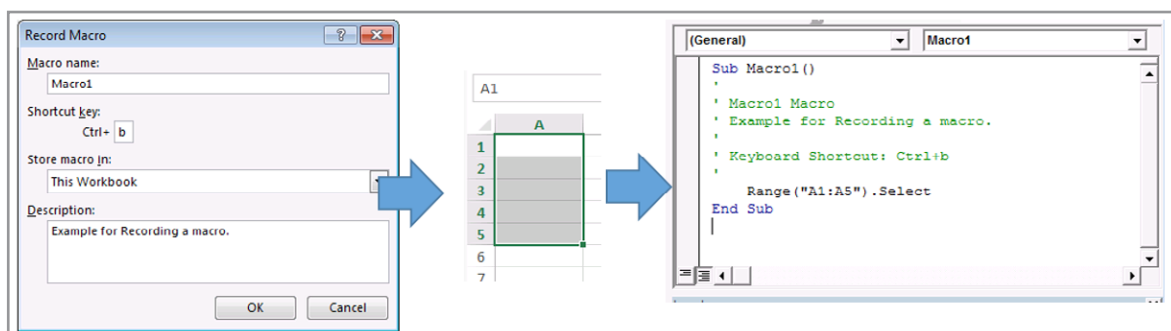 Record Macro
Macro name:
Macro1
Shortcut key:
Ctrl+ b
Store macro in:
This Workbook
Description:
Example for Recording a macro.
OK Cancel
A1
A
1
2
3
4
5
6
7
(General) Macro1
Sub Macro1()
'
' Macro1 Macro
' Example for Recording a macro.
'
' Keyboard Shortcut: Ctrl+b
'
Range("A1:A5").Select
End Sub